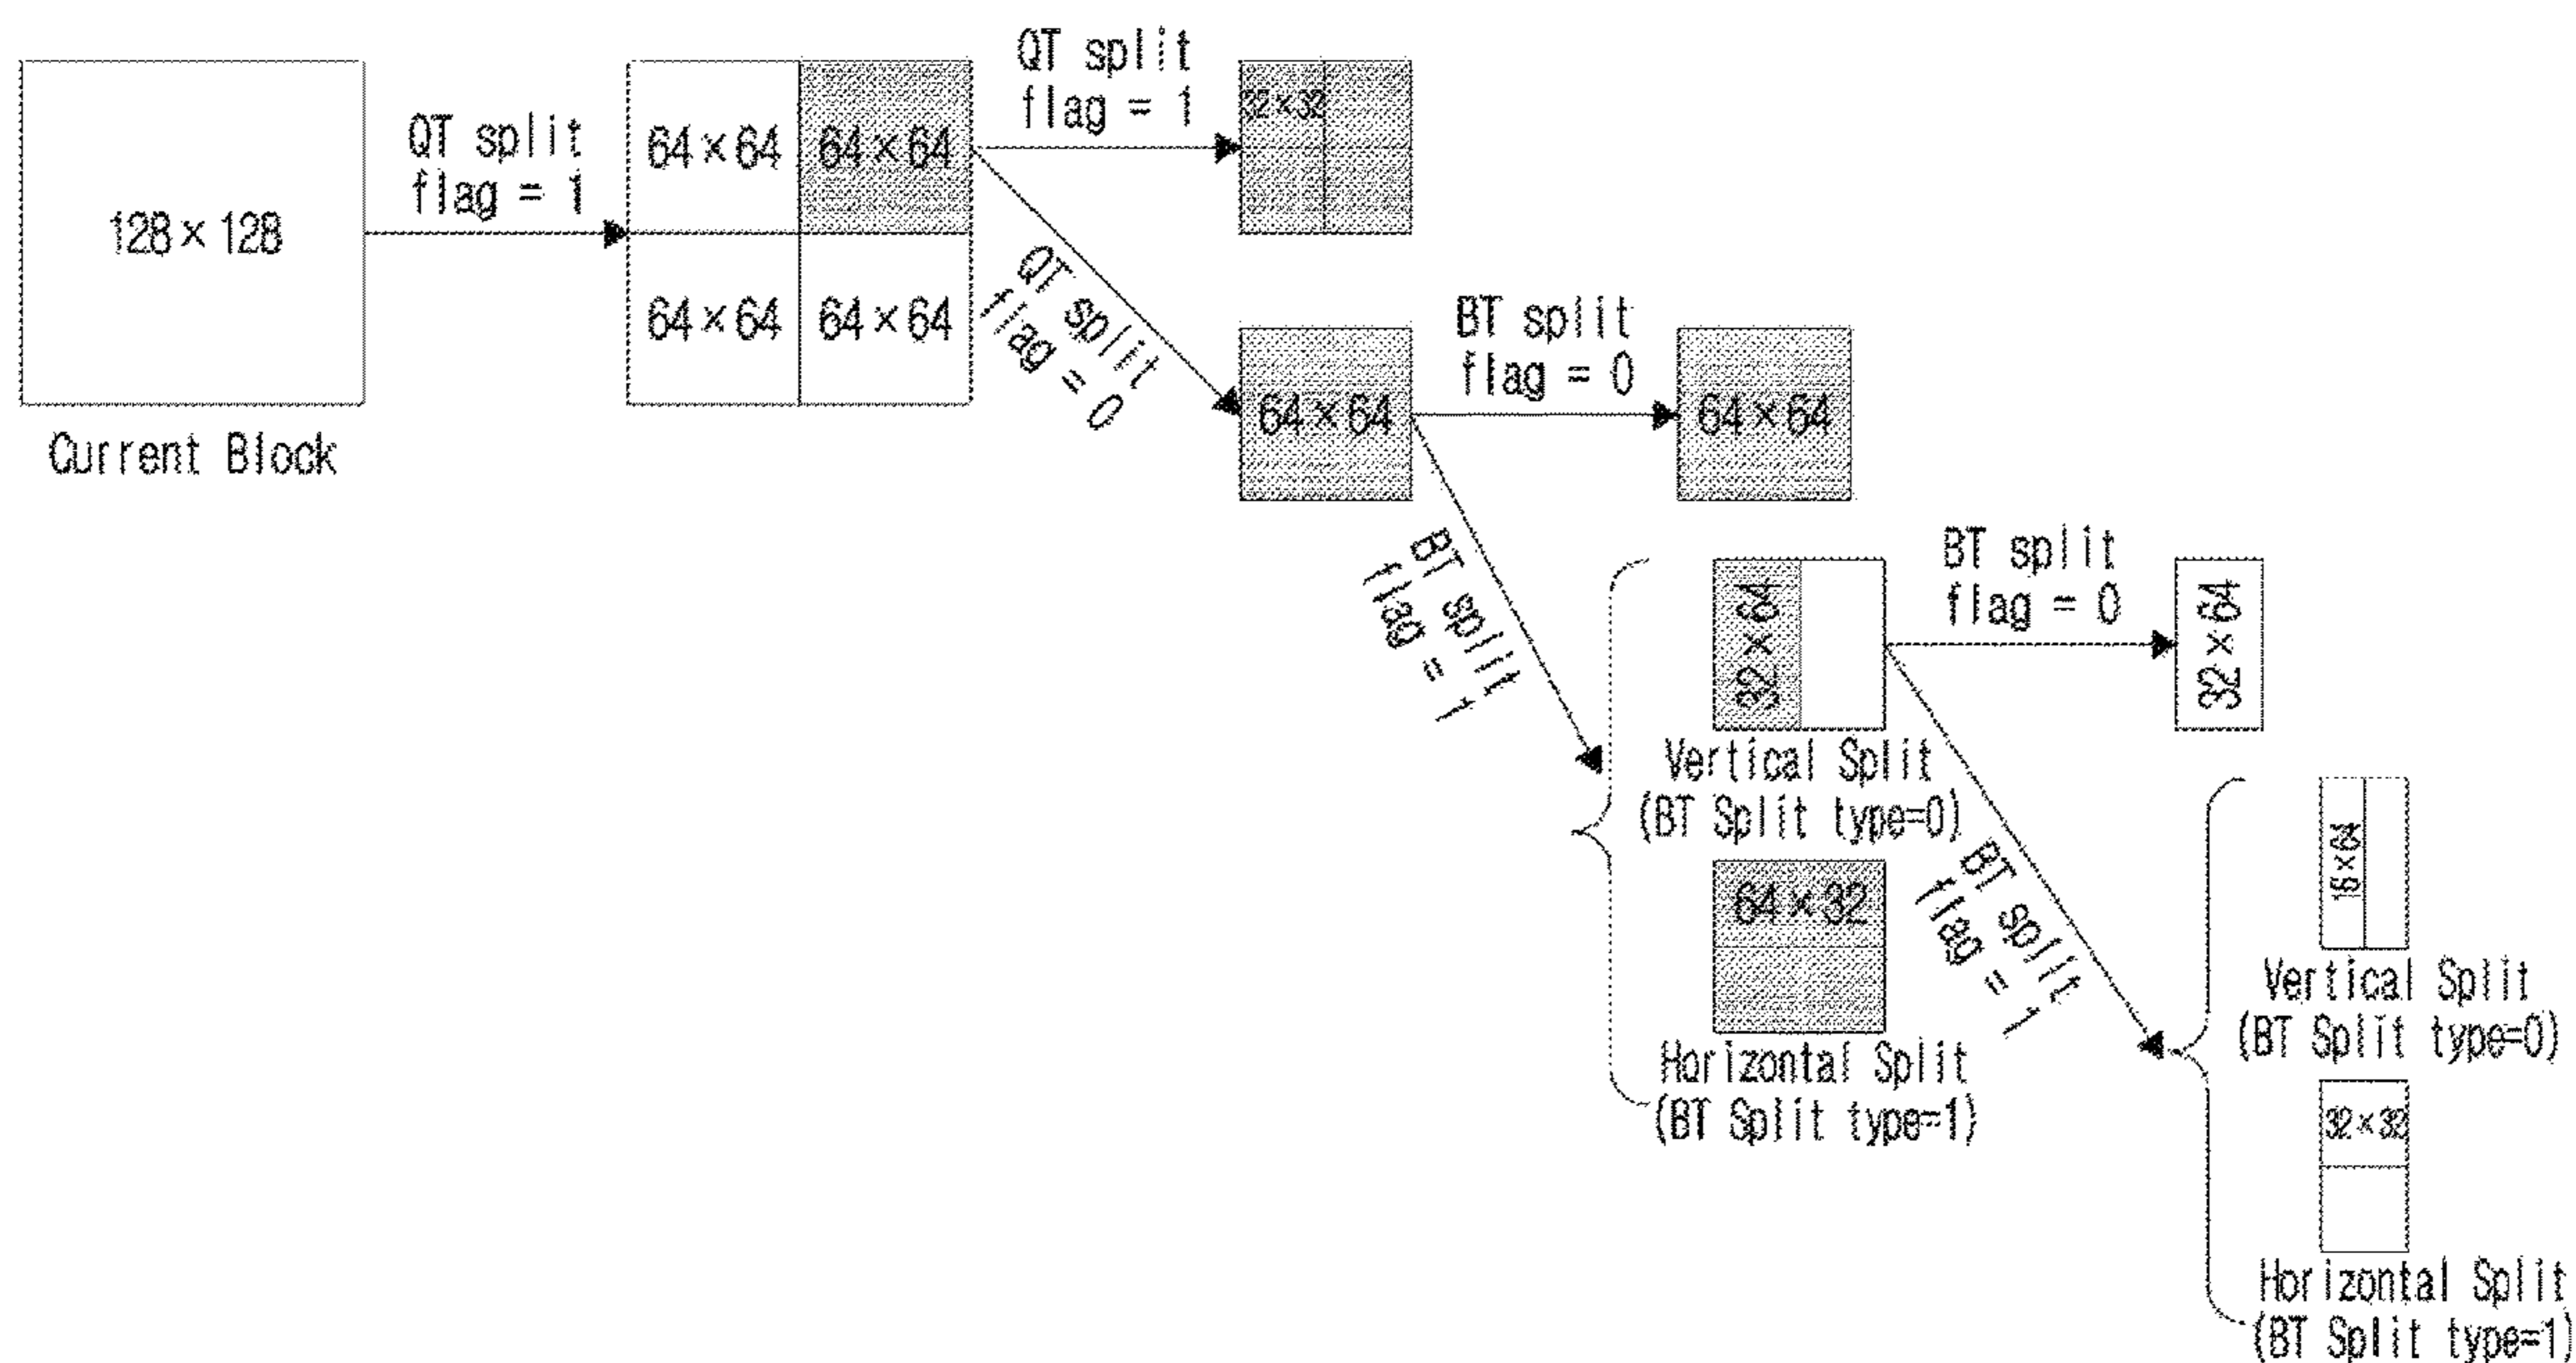 128×128
Current Block
QT split
flag = 1
64×64
64×64
64×64
64×64
QT split
flag = 1
32×32
QT split
flag = 0
64×64
BT split
flag = 0
64×64
BT split
flag = 1
32×64
Vertical Split
(BT Split type=0)
64×32
Horizontal Split
(BT Split type=1)
BT split
flag = 0
32×64
BT split
flag = 1
16×64
Vertical Split
(BT Split type=0)
32×32
Horizontal Split
(BT Split type=1)